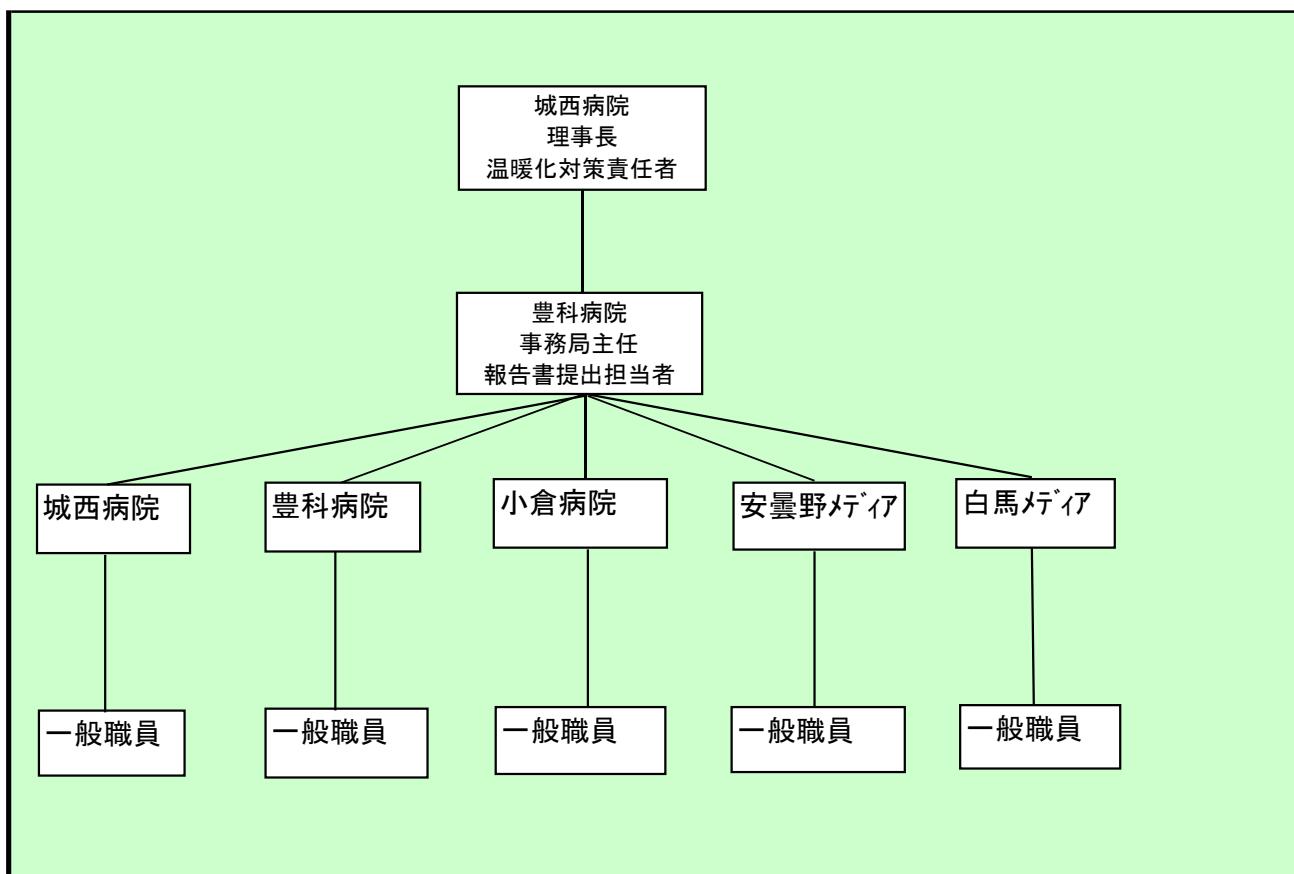 城西病院
理事長
温暖化対策責任者
豊科病院
事務局主任
報告書提出担当者
城西病院
豊科病院
小倉病院
安曇野ﾒﾃﾞｨｱ
白馬ﾒﾃﾞｨｱ
一般職員
一般職員
一般職員
一般職員
一般職員